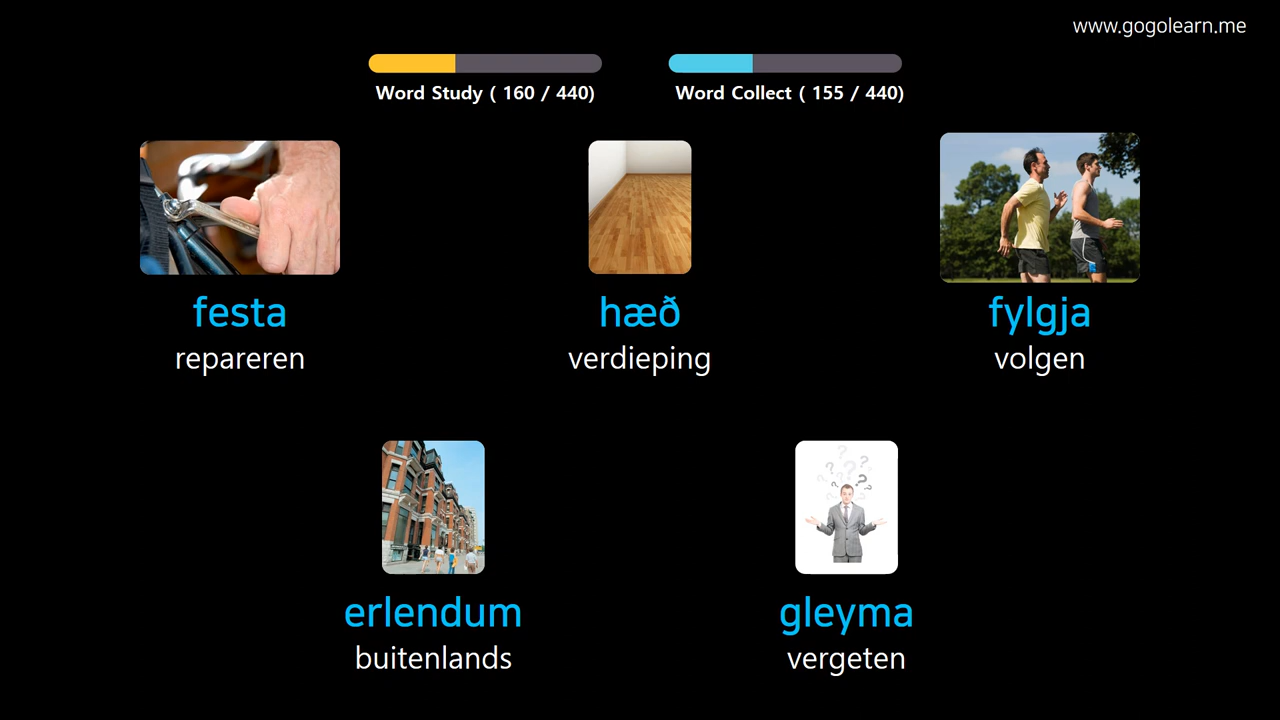 www.gogolearn.me
Word Study ( 160 / 440)
Word Collect ( 155 / 440)
festa
repareren
hæð
verdieping
fylgja
volgen
erlendum
buitenlands
gleyma
vergeten